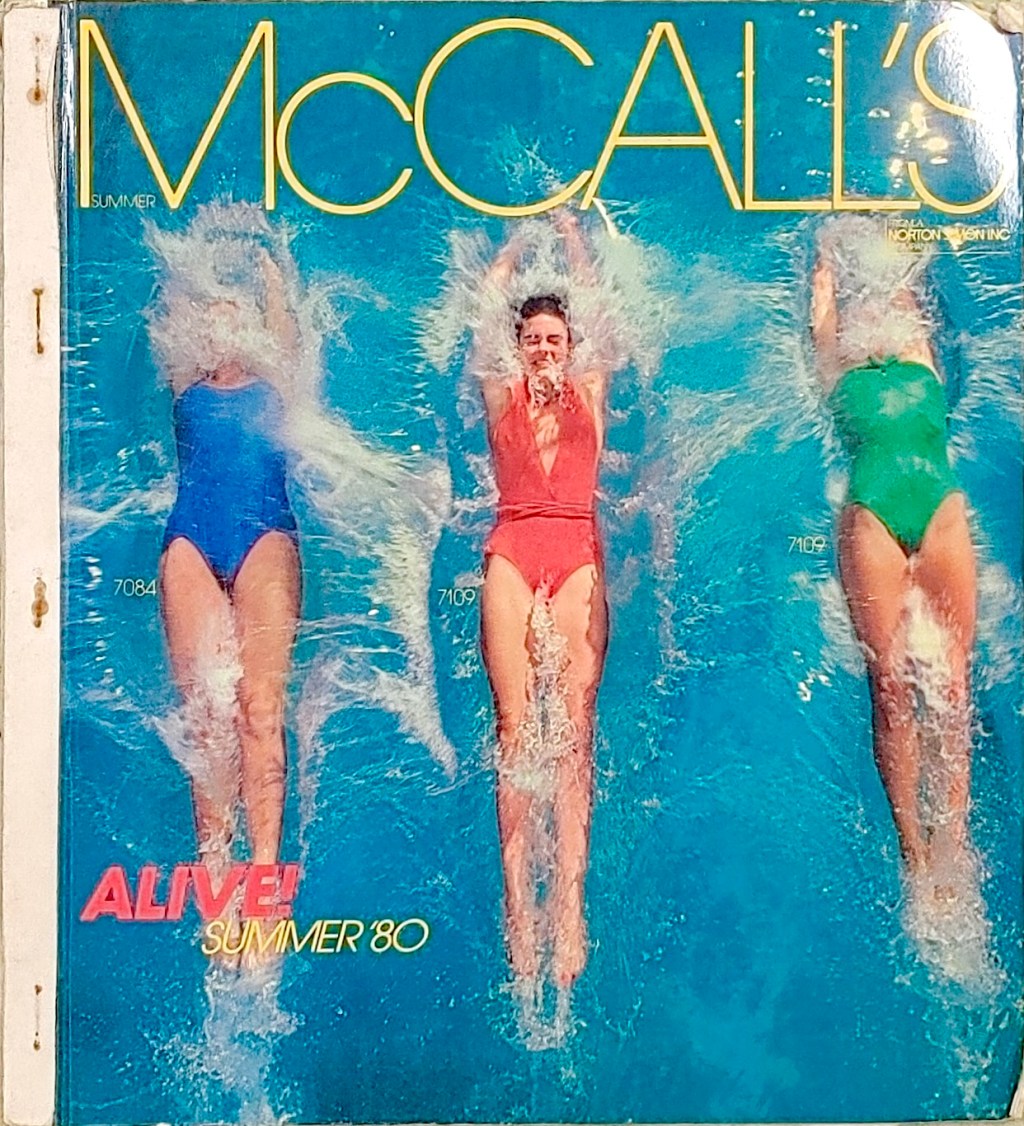 McCALL'S
SUMMER
NORTON SIMON INC
7109
7084
7109
ALIVE!
SUMMER '80